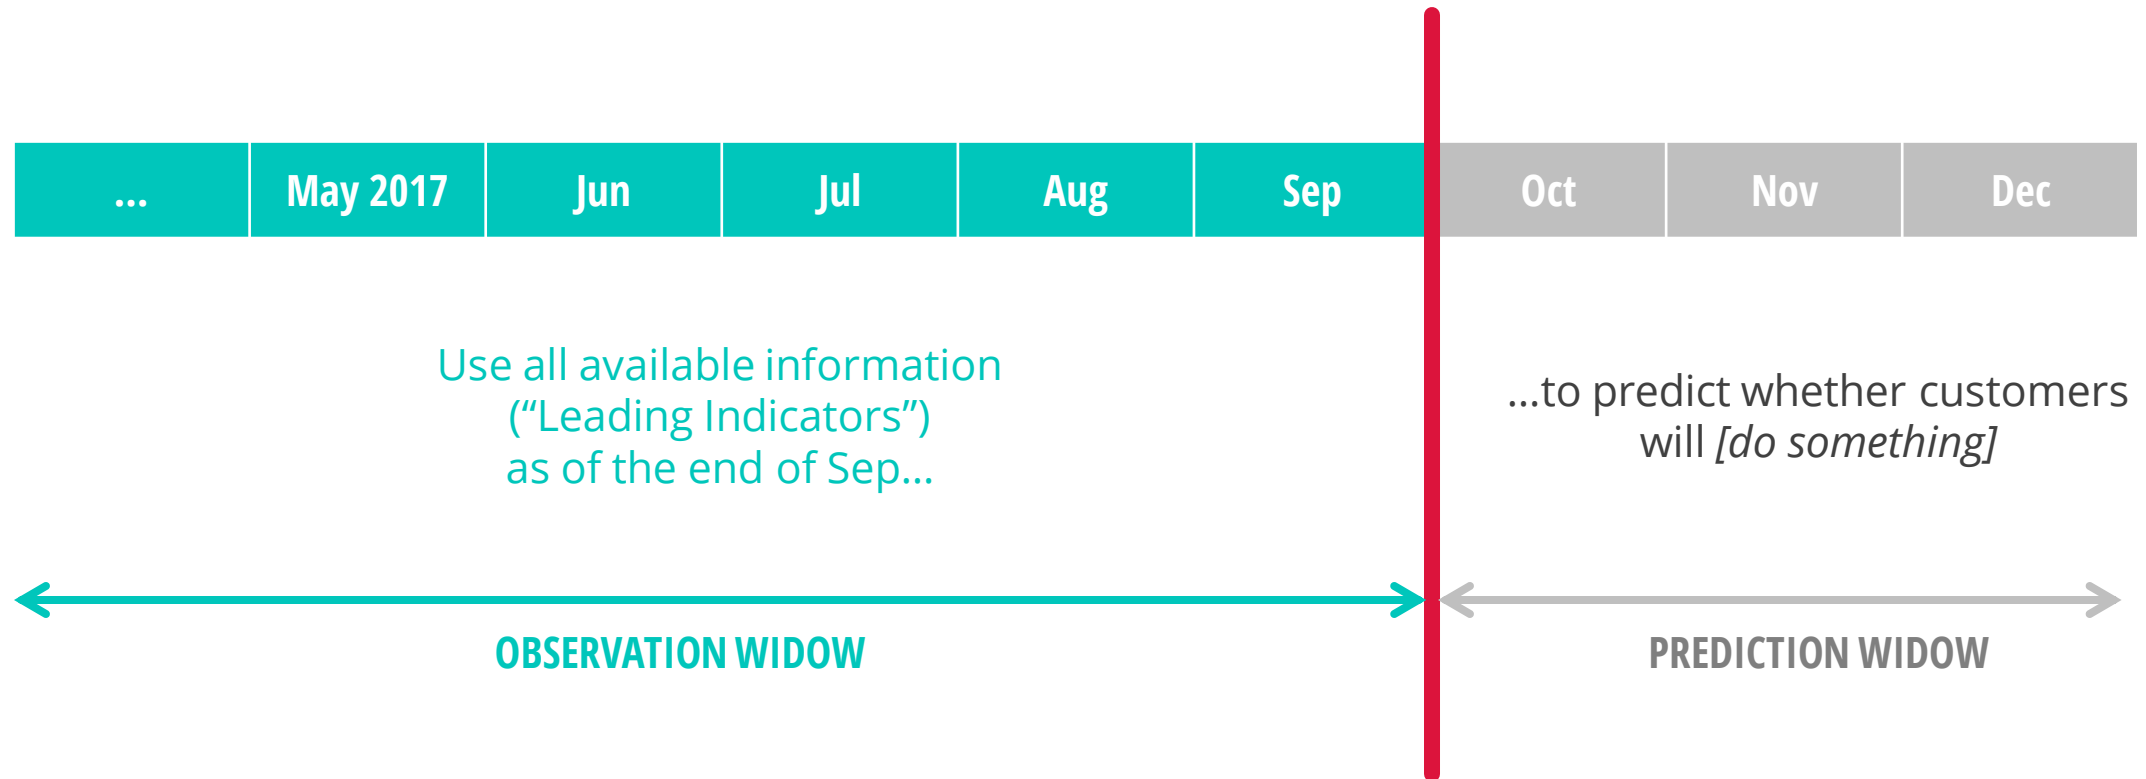 ... May 2017 Jun Jul Aug Sep Oct Nov Dec
Use all available information
(“Leading Indicators”)
as of the end of Sep...
...to predict whether customers
will [do something]
OBSERVATION WIDOW
PREDICTION WIDOW